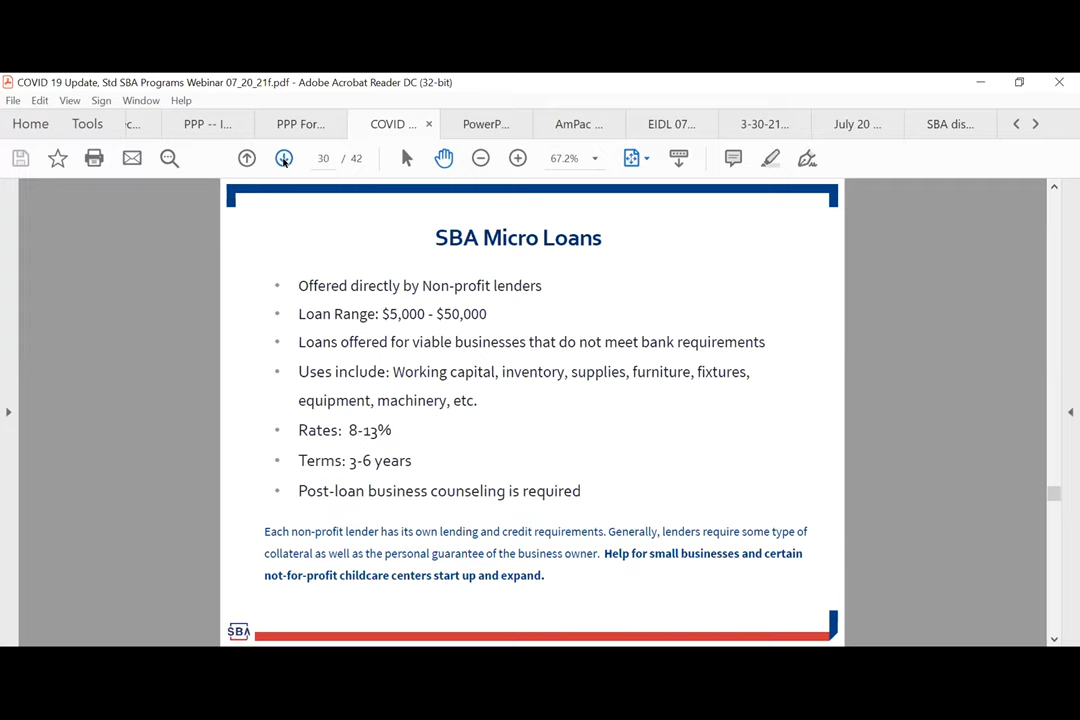 COVID 19 Update, Std SBA Programs Webinar 07_20_21f.pdf - Adobe Acrobat Reader DC (32-bit)
File Edit View Sign Window Help
Home Tools c... PPP -- I... PPP For... COVID ... × PowerP... AmPac ... EIDL 07... 3-30-21... July 20 ... SBA dis...
30 / 42 67.2%
SBA Micro Loans
• Offered directly by Non-profit lenders
• Loan Range: $5,000 - $50,000
• Loans offered for viable businesses that do not meet bank requirements
• Uses include: Working capital, inventory, supplies, furniture, fixtures,
equipment, machinery, etc.
• Rates: 8-13%
• Terms: 3-6 years
• Post-loan business counseling is required
Each non-profit lender has its own lending and credit requirements. Generally, lenders require some type of
collateral as well as the personal guarantee of the business owner. Help for small businesses and certain
not-for-profit childcare centers start up and expand.
SBA